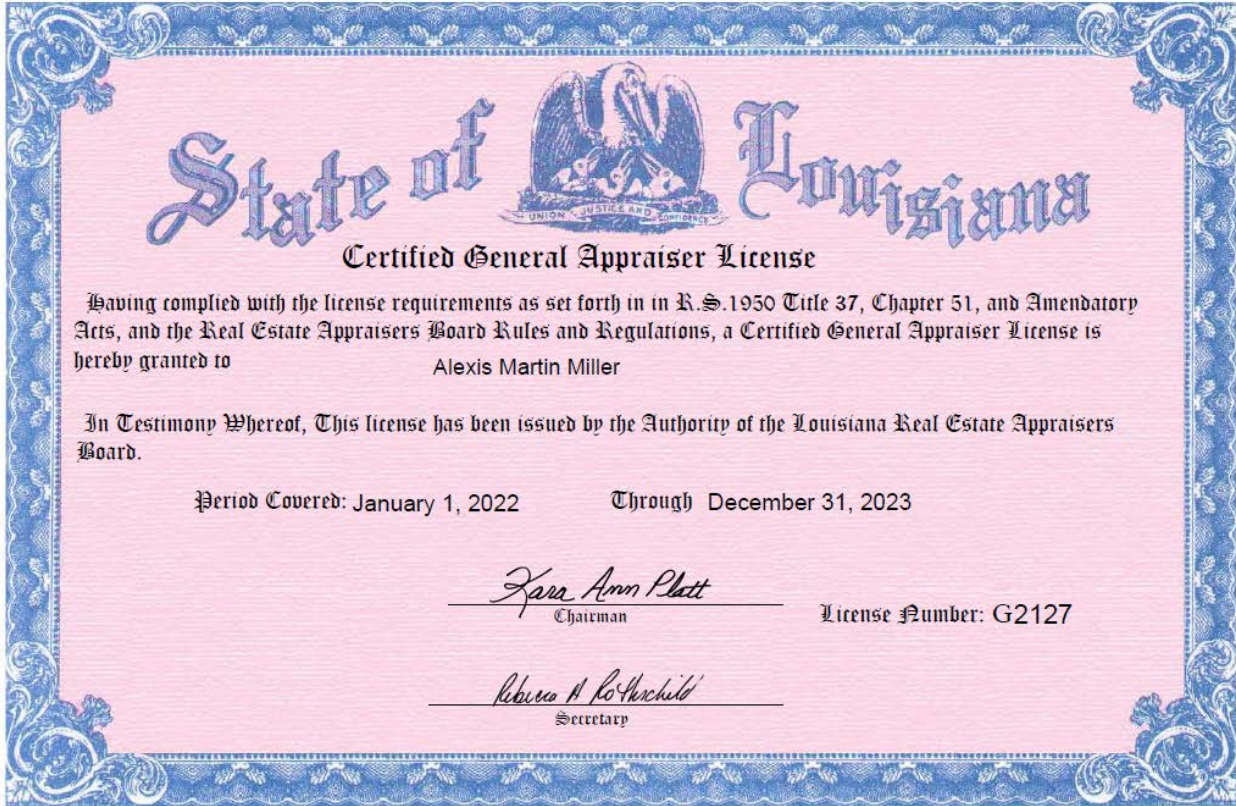 State of Louisiana
UNION JUSTICE AND CONFIDENCE
Certified General Appraiser License
Having complied with the license requirements as set forth in in R.S.1950 Title 37, Chapter 51, and Amendatory
Acts, and the Real Estate Appraisers Board Rules and Regulations, a Certified General Appraiser License is
hereby granted to Alexis Martin Miller
In Testimony Whereof, This license has been issued by the Authority of the Louisiana Real Estate Appraisers
Board.
Period Covered: January 1, 2022 Through December 31, 2023
Kara Ann Platt
Chairman
License Number: G2127
Rebecca A Rothschild
Secretary